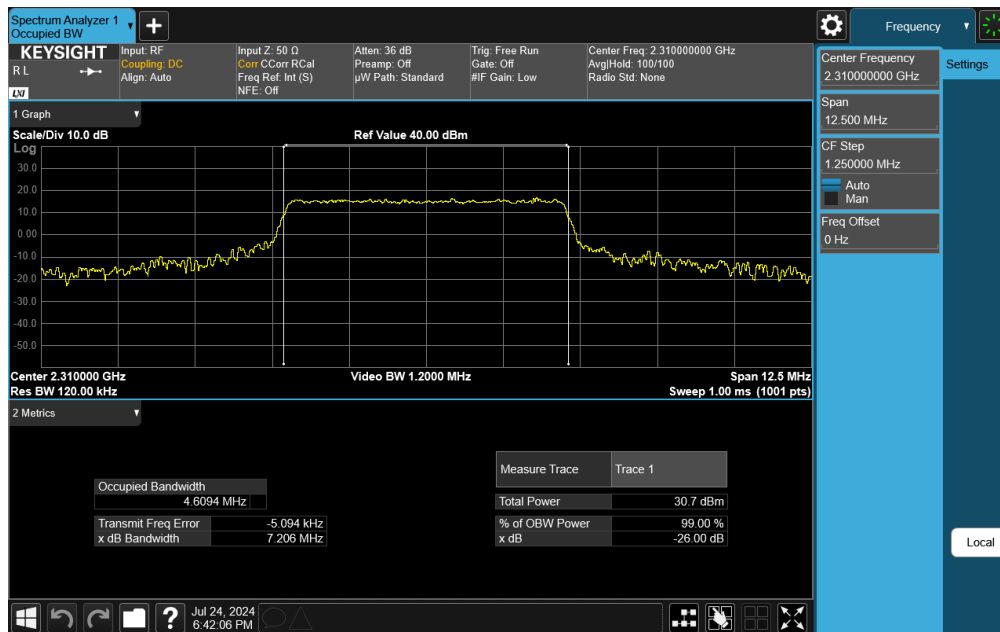 Spectrum Analyzer 1
Occupied BW
Frequency
KEYSIGHT
R L
LXI
Input: RF
Coupling: DC
Align: Auto
Input Z: 50 Ω
Corr CCorr RCal
Freq Ref: Int (S)
NFE: Off
Atten: 36 dB
Preamp: Off
µW Path: Standard
Trig: Free Run
Gate: Off
#IF Gain: Low
Center Freq: 2.310000000 GHz
Avg|Hold: 100/100
Radio Std: None
Center Frequency
2.310000000 GHz
Settings
Span
12.500 MHz
CF Step
1.250000 MHz
Auto
Man
Freq Offset
0 Hz
1 Graph
Scale/Div 10.0 dB
Ref Value 40.00 dBm
Log
30.0
20.0
10.0
0.00
-10.0
-20.0
-30.0
-40.0
-50.0
Center 2.310000 GHz
Video BW 1.2000 MHz
Span 12.5 MHz
Res BW 120.00 kHz
Sweep 1.00 ms (1001 pts)
2 Metrics
Measure Trace
Trace 1
Occupied Bandwidth
4.6094 MHz
Total Power
30.7 dBm
Transmit Freq Error
-5.094 kHz
% of OBW Power
99.00 %
x dB Bandwidth
7.206 MHz
x dB
-26.00 dB
Local
?
Jul 24, 2024
6:42:06 PM